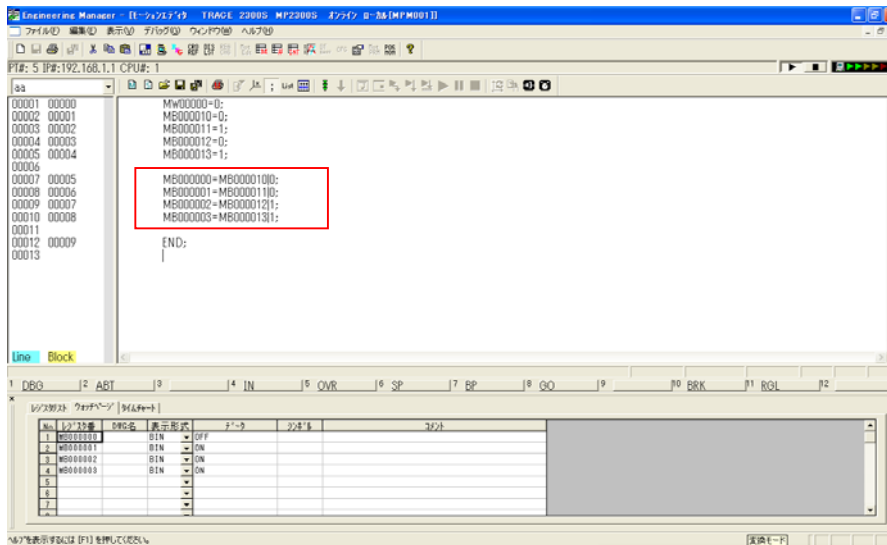 Engineering Manager - [モーションエディタ TRACE 2300S MP2300S オンライン ローカル[MPM001]]
ファイル(F) 編集(E) 表示(V) デバッグ(D) ウィンドウ(W) ヘルプ(H)
PT#: 5 IP#:192.168.1.1 CPU#: 1
aa
00001 00000 MW00000=0;
00002 00001 MB000010=0;
00003 00002 MB000011=1;
00004 00003 MB000012=0;
00005 00004 MB000013=1;
00006
00007 00005 MB000000=MB000010|0;
00008 00006 MB000001=MB000011|0;
00009 00007 MB000002=MB000012|1;
00010 00008 MB000003=MB000013|1;
00011
00012 00009 END;
00013
Line Block
1 DBG 2 ABT 3 4 IN 5 OVR 6 SP 7 BP 8 GO 9 10 BRK 11 RGL 12
レジスタリスト ウォッチページ タイムチャート
No. レジスタ番 DWG名 表示形式 データ シンボル コメント
1 MB000000 BIN OFF
2 MB000001 BIN ON
3 MB000002 BIN ON
4 MB000003 BIN ON
5
6
7
ヘルプを表示するには [F1] を押してください。 変換モード